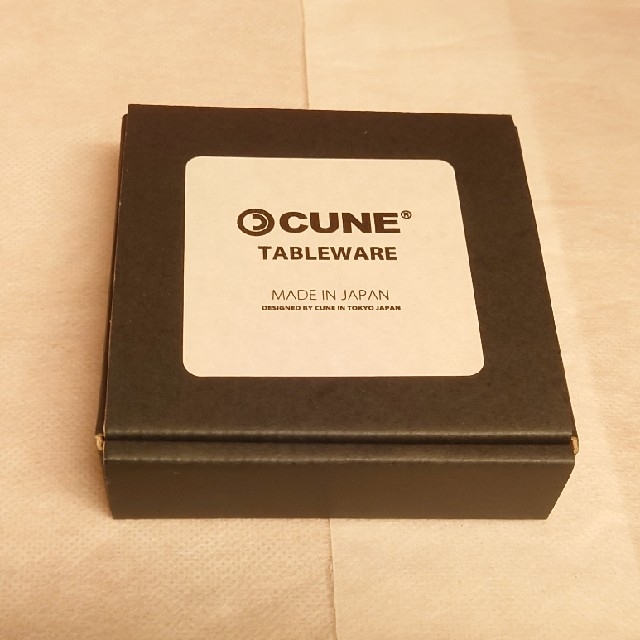 CUNE®
TABLEWARE
MADE IN JAPAN
DESIGNED BY CUNE IN TOKYO JAPAN